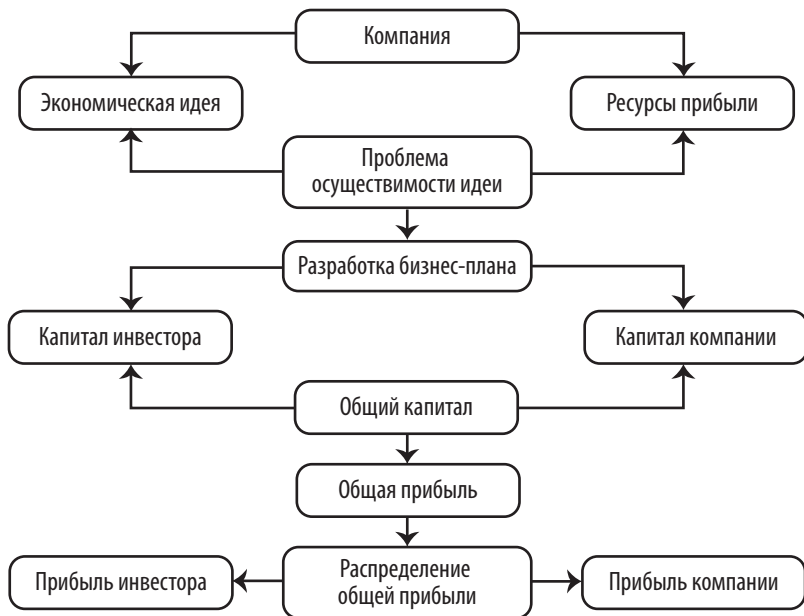 Компания
Экономическая идея
Ресурсы прибыли
Проблема
осуществимости идеи
Разработка бизнес-плана
Капитал инвестора
Капитал компании
Общий капитал
Общая прибыль
Прибыль инвестора
Распределение
общей прибыли
Прибыль компании